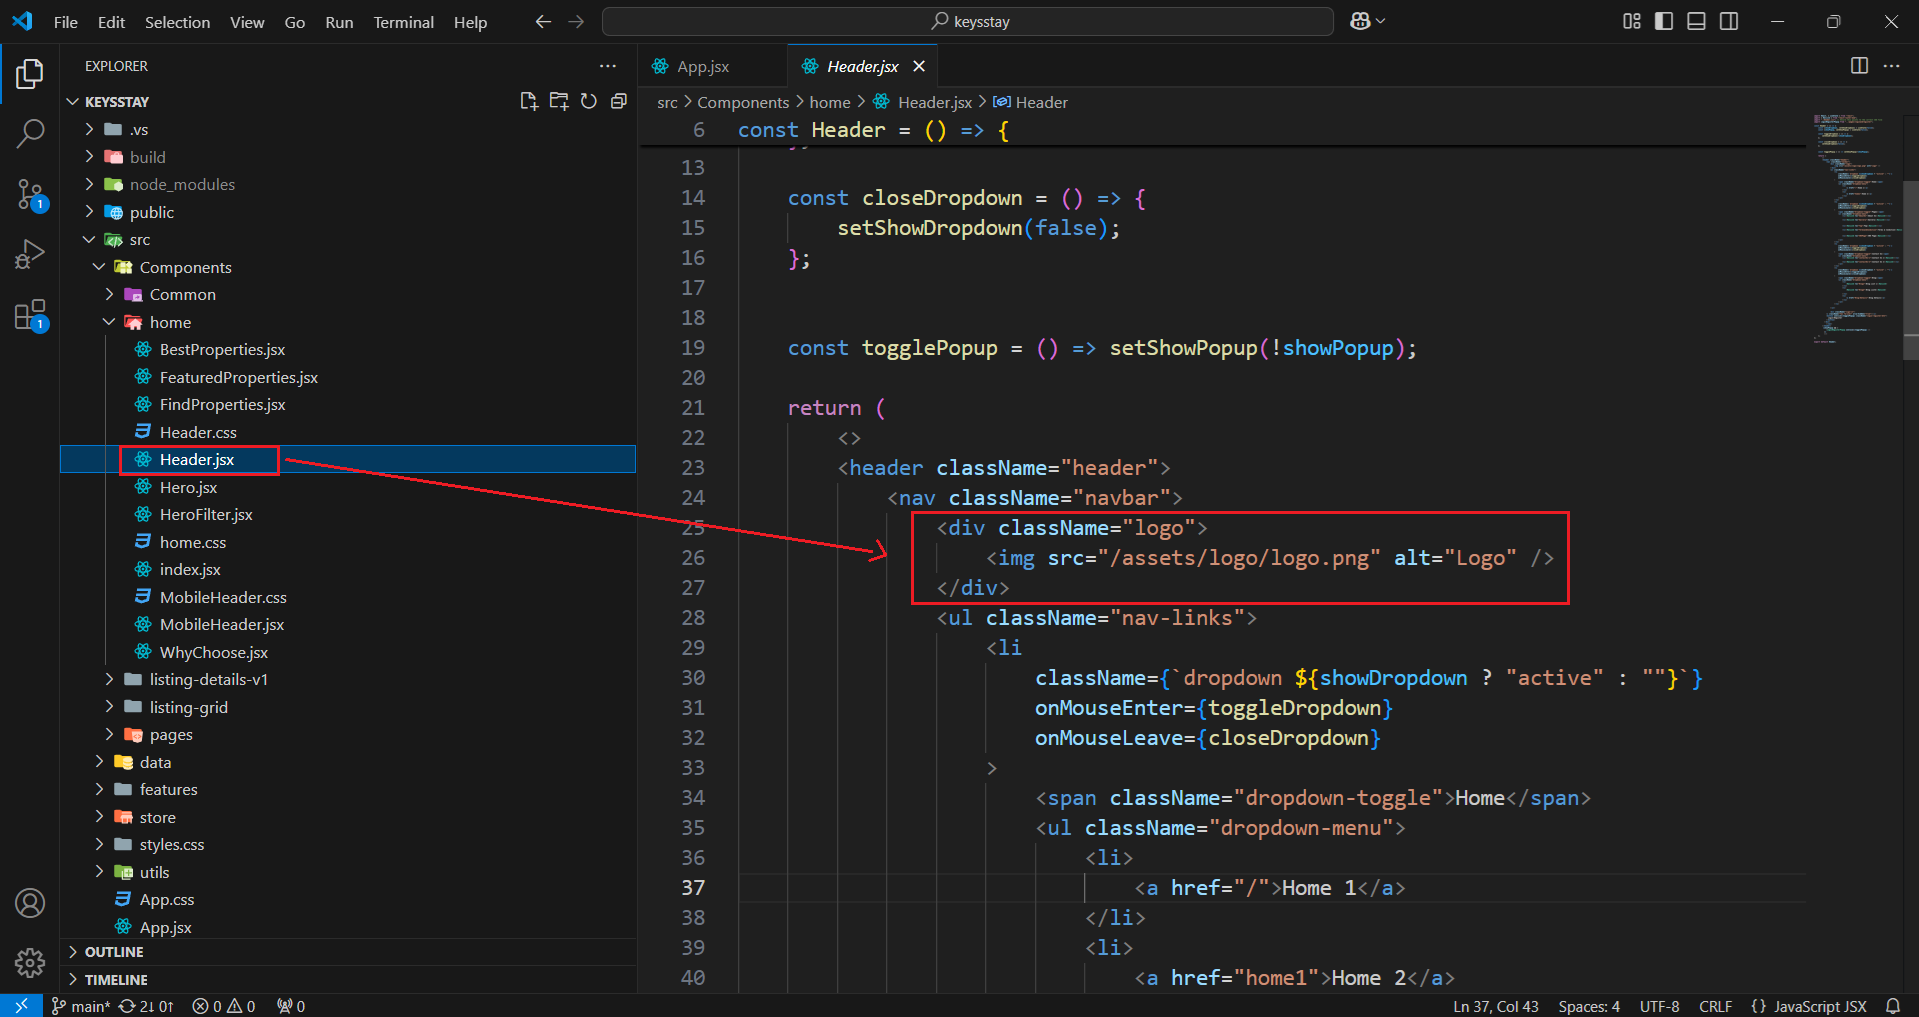 File Edit Selection View Go Run Terminal Help
keysstay
EXPLORER
KEYSSTAY
.vs
build
node_modules
public
src
Components
Common
home
BestProperties.jsx
FeaturedProperties.jsx
FindProperties.jsx
Header.css
Header.jsx
Hero.jsx
HeroFilter.jsx
home.css
index.jsx
MobileHeader.css
MobileHeader.jsx
WhyChoose.jsx
listing-details-v1
listing-grid
pages
data
features
store
styles.css
utils
App.css
App.jsx
OUTLINE
TIMELINE
1
1
App.jsx Header.jsx
src > Components > home > Header.jsx > Header
6 const Header = () => {
13
14 const closeDropdown = () => {
15 setShowDropdown(false);
16 };
17
18
19 const togglePopup = () => setShowPopup(!showPopup);
20
21 return (
22 <>
23 <header className="header">
24 <nav className="navbar">
25 <div className="logo">
26 <img src="/assets/logo/logo.png" alt="Logo" />
27 </div>
28 <ul className="nav-links">
29 <li
30 className={`dropdown ${showDropdown ? "active" : ""}`}
31 onMouseEnter={toggleDropdown}
32 onMouseLeave={closeDropdown}
33 >
34 <span className="dropdown-toggle">Home</span>
35 <ul className="dropdown-menu">
36 <li>
37 <a href="/">Home 1</a>
38 </li>
39 <li>
40 <a href="home1">Home 2</a>
main* 2↓ 0↑ 0 0 0
Ln 37, Col 43 Spaces: 4 UTF-8 CRLF {} JavaScript JSX